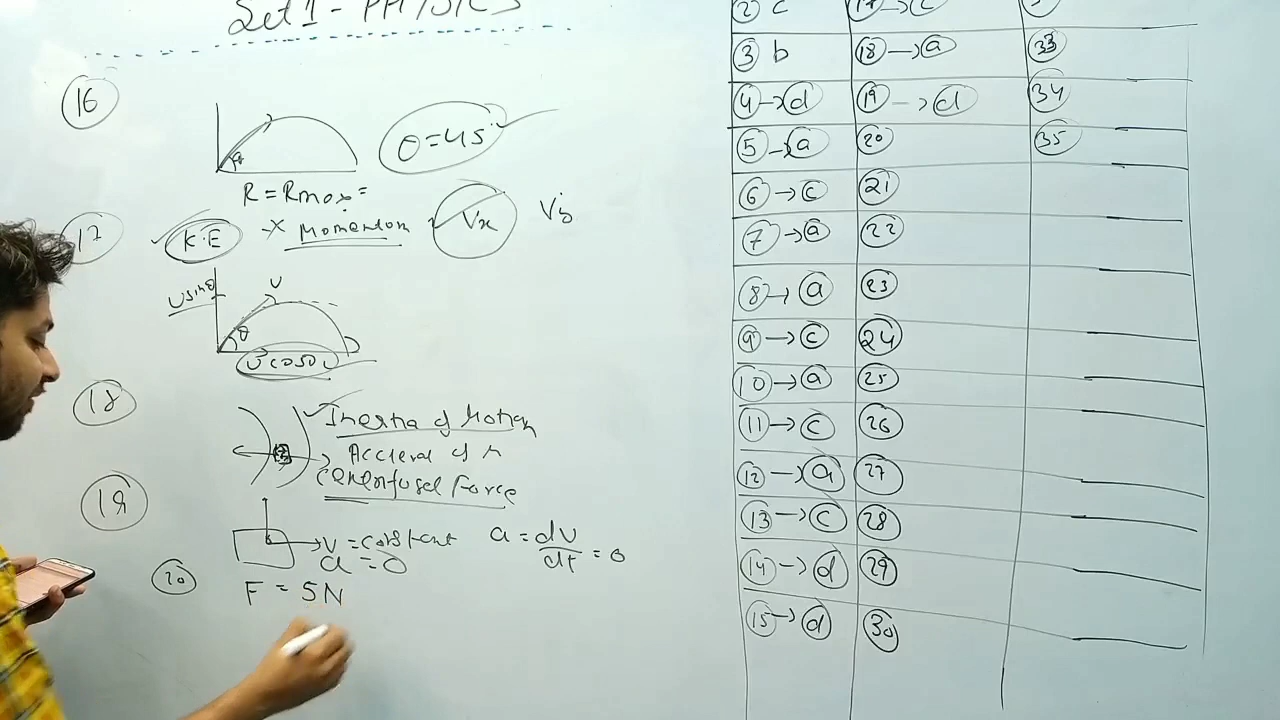 Set 1 - PHYSICS
16
θ = 45°
R = Rmax =
17
K.E × Momentum Vx Vy
u sinθ
u
θ
u cosθ
18
Inertia of Motion
Centrifugal Force
19
V = constant
a = dv/dt = 0
a = 0
20
F = 5N
2 c
17 → c
3 b
18 → a
33
4 → d
19 → d
34
5 → a
20
35
6 → c
21
7 → a
22
8 → a
23
9 → c
24
10 → a
25
11 → c
26
12 → a
27
13 → c
28
14 → d
29
15 → d
30